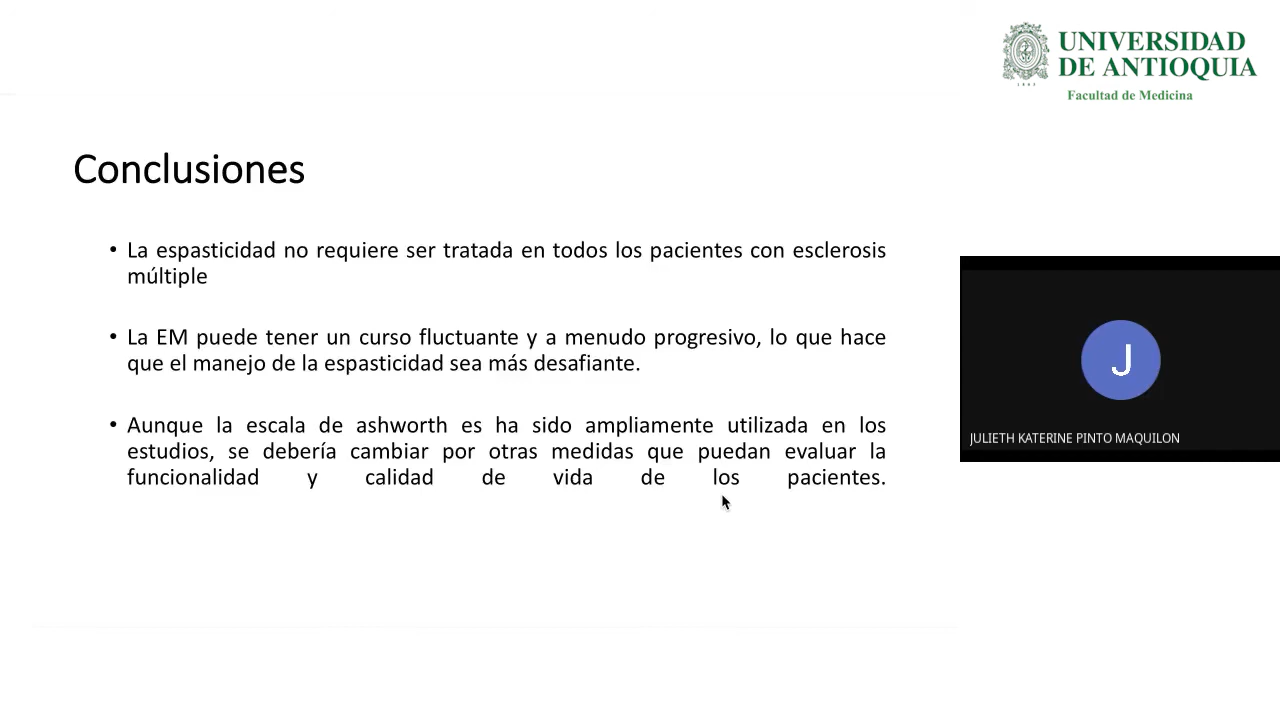 UNIVERSIDAD
DE ANTIOQUIA
1803
Facultad de Medicina
Conclusiones
• La espasticidad no requiere ser tratada en todos los pacientes con esclerosis
múltiple
• La EM puede tener un curso fluctuante y a menudo progresivo, lo que hace
que el manejo de la espasticidad sea más desafiante.
• Aunque la escala de ashworth es ha sido ampliamente utilizada en los
estudios, se debería cambiar por otras medidas que puedan evaluar la
funcionalidad y calidad de vida de los pacientes.
J
JULIETH KATERINE PINTO MAQUILON